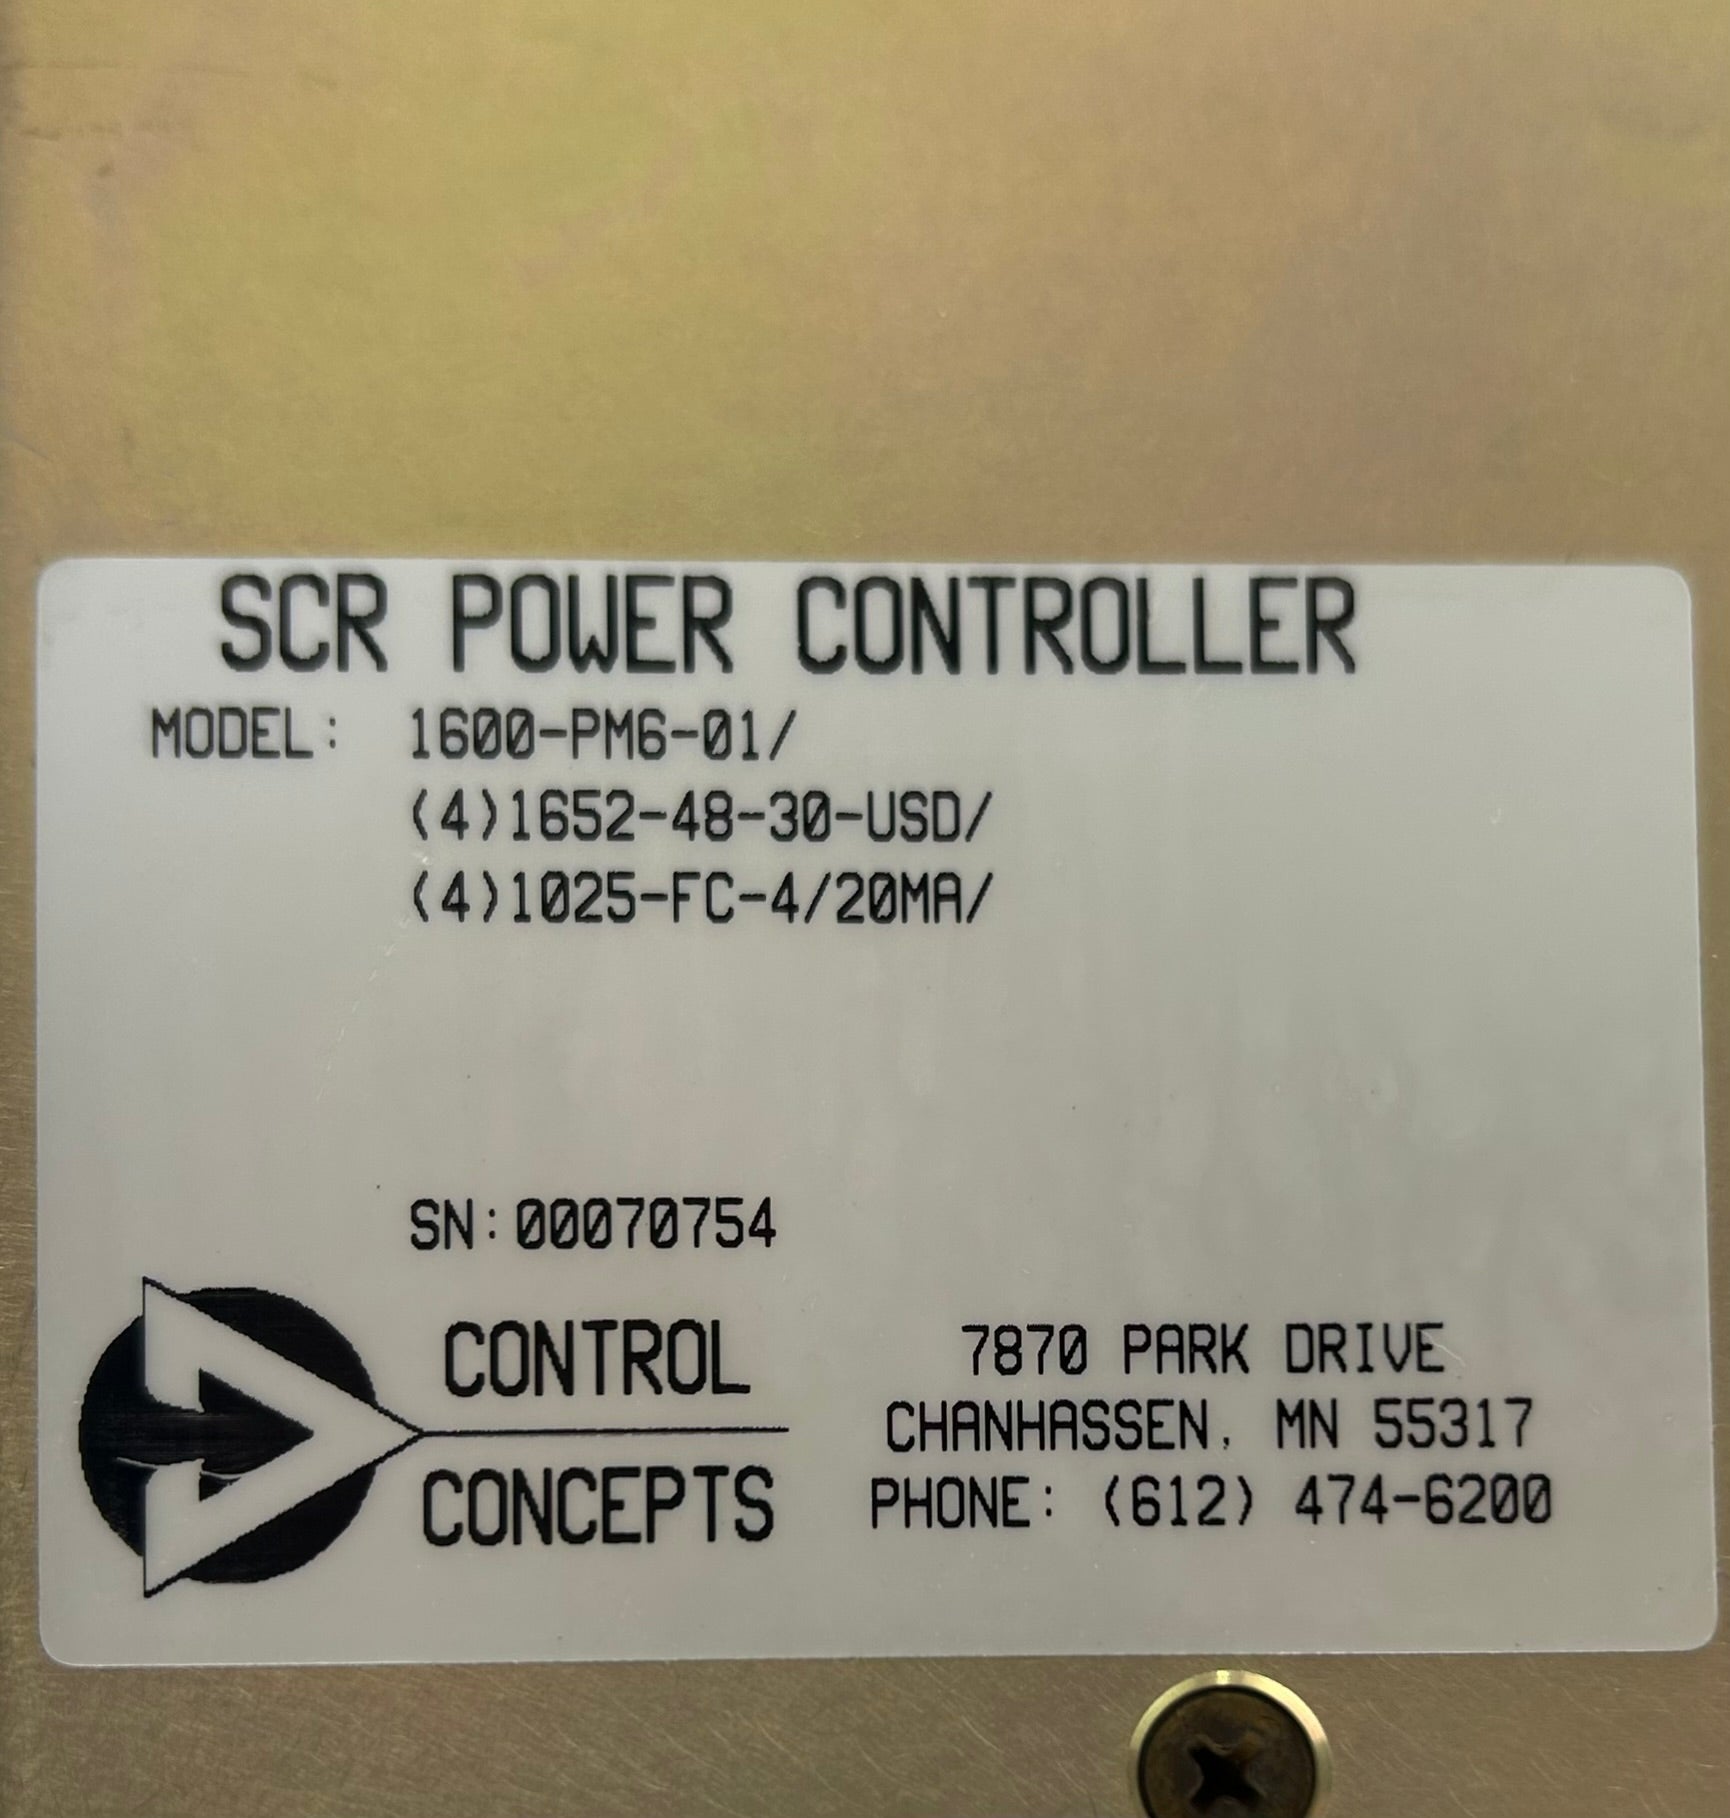 SCR POWER CONTROLLER
MODEL: 1600-PM6-01/
(4)1652-48-30-USD/
(4)1025-FC-4/20MA/
SN:00070754
CONTROL
CONCEPTS
7870 PARK DRIVE
CHANHASSEN, MN 55317
PHONE: (612) 474-6200